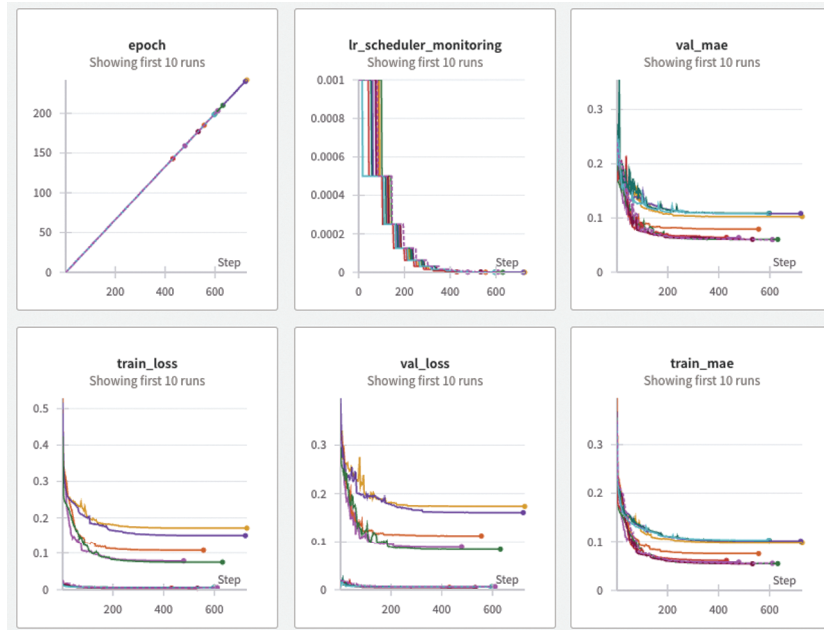 epoch
Showing first 10 runs
200
150
100
50
0
Step
200 400 600
lr_scheduler_monitoring
Showing first 10 runs
0.001
0.0008
0.0006
0.0004
0.0002
0
Step
0 200 400 600
val_mae
Showing first 10 runs
0.3
0.2
0.1
0
Step
200 400 600
train_loss
Showing first 10 runs
0.5
0.4
0.3
0.2
0.1
0
Step
200 400 600
val_loss
Showing first 10 runs
0.3
0.2
0.1
0
Step
200 400 600
train_mae
Showing first 10 runs
0.3
0.2
0.1
0
Step
200 400 600